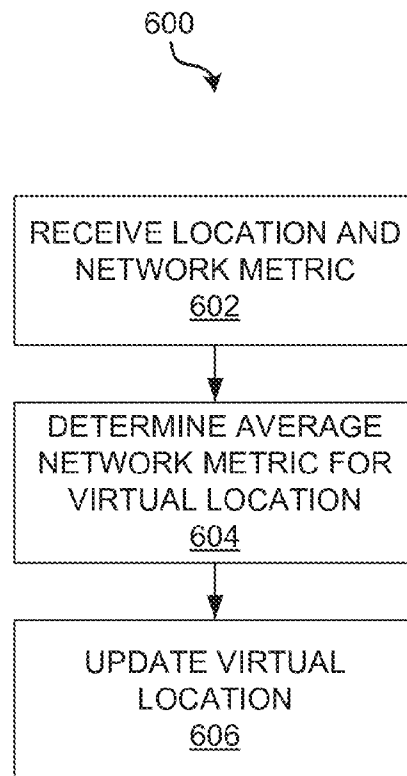 600
RECEIVE LOCATION AND
NETWORK METRIC
602
DETERMINE AVERAGE
NETWORK METRIC FOR
VIRTUAL LOCATION
604
UPDATE VIRTUAL
LOCATION
606